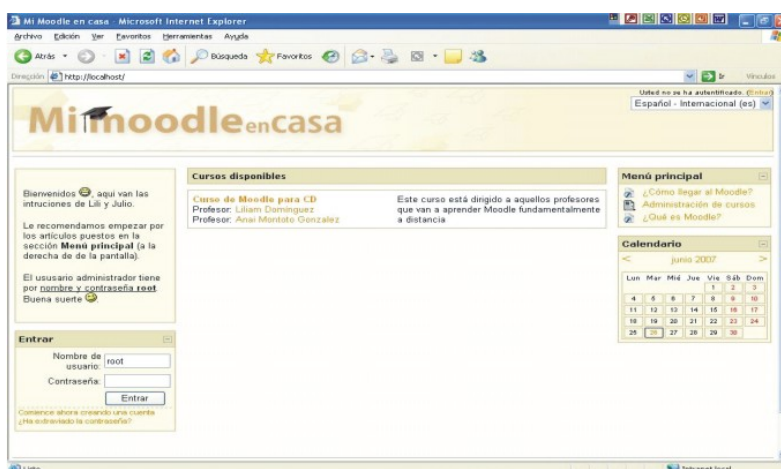 Mi Moodle en casa - Microsoft Internet Explorer
Archivo Edición Ver Favoritos Herramientas Ayuda
Atrás Búsqueda Favoritos
Dirección http://localhost/ Ir Vínculos
Usted no se ha autentificado. (Entrar)
Español - Internacional (es)
Mi moodle en casa
Bienvenidos, aqui van las
intruciones de Lili y Julio.
Le recomendamos empezar por
los artículos puestos en la
sección Menú principal (a la
derecha de de la pantalla).
El ususario administrador tiene
por nombre y contraseña root.
Buena suerte
Entrar
Nombre de
usuario: root
Contraseña:
Entrar
Comience ahora creando una cuenta
¿Ha extraviado la contraseña?
Cursos disponibles
Curso de Moodle para CD
Profesor: Liliam Dominguez
Profesor: Anai Montoto Gonzalez
Este curso está dirigido a aquellos profesores
que van a aprender Moodle fundamentalmente
a distancia
Menú principal
¿Cómo llegar al Moodle?
Administración de cursos
¿Qué es Moodle?
Calendario
< junio 2007 >
Lun Mar Mié Jue Vie Sáb Dom
1 2 3
4 5 6 7 8 9 10
11 12 13 14 15 16 17
18 19 20 21 22 23 24
25 26 27 28 29 30
Listo Intranet local